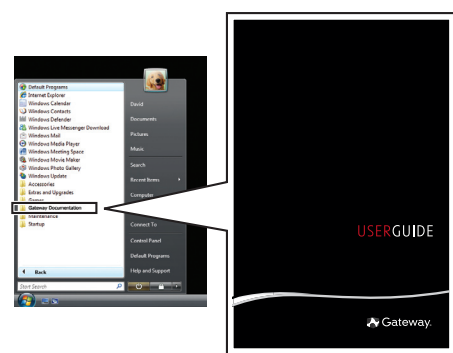 Default Programs
Internet Explorer
Windows Calendar
Windows Contacts
Windows Defender
Windows Live Messenger Download
Windows Mail
Windows Media Player
Windows Meeting Space
Windows Movie Maker
Windows Photo Gallery
Windows Update
Accessories
Extras and Upgrades
Games
Gateway Documentation
Maintenance
Startup
Back
Start Search
David
Documents
Pictures
Music
Search
Recent Items
Computer
Connect To
Control Panel
Default Programs
Help and Support
USERGUIDE
Gateway.